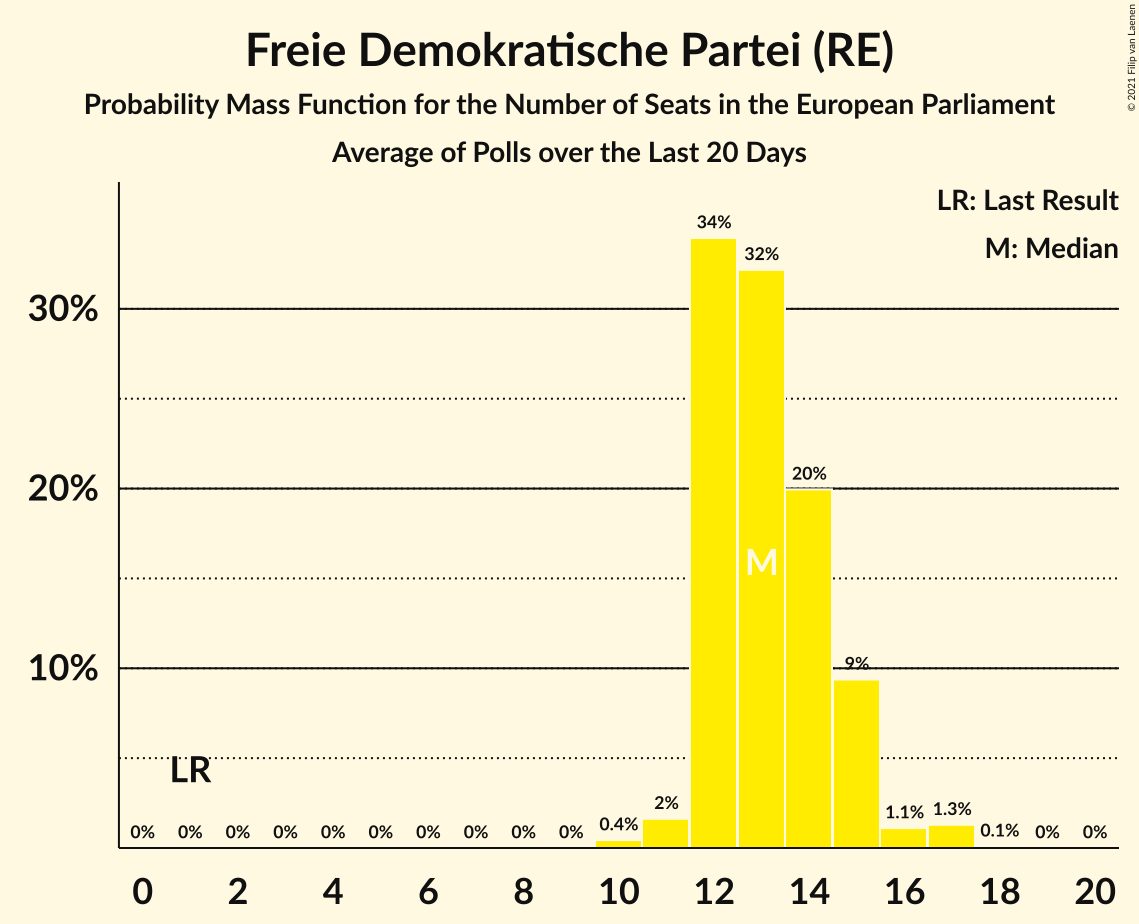 Freie Demokratische Partei (RE)
Probability Mass Function for the Number of Seats in the European Parliament
Average of Polls over the Last 20 Days
© 2021 Filip van Laenen
LR: Last Result
M: Median
34%
32%
30%
20%
20%
M
10%
9%
LR
0% 0% 0% 0% 0% 0% 0% 0% 0% 0% 0.4% 2% 1.1% 1.3% 0.1% 0% 0%
0 2 4 6 8 10 12 14 16 18 20